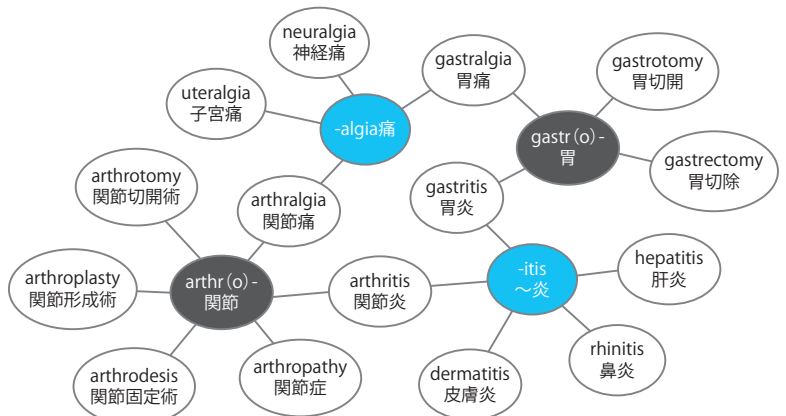 neuralgia
神経痛
gastralgia
胃痛
gastrotomy
胃切開
uteralgia
子宮痛
-algia痛
gastr(o)-
胃
gastrectomy
胃切除
arthrotomy
関節切開術
arthralgia
関節痛
gastritis
胃炎
arthroplasty
関節形成術
arthr(o)-
関節
arthritis
関節炎
-itis
～炎
hepatitis
肝炎
arthrodesis
関節固定術
arthropathy
関節症
dermatitis
皮膚炎
rhinitis
鼻炎